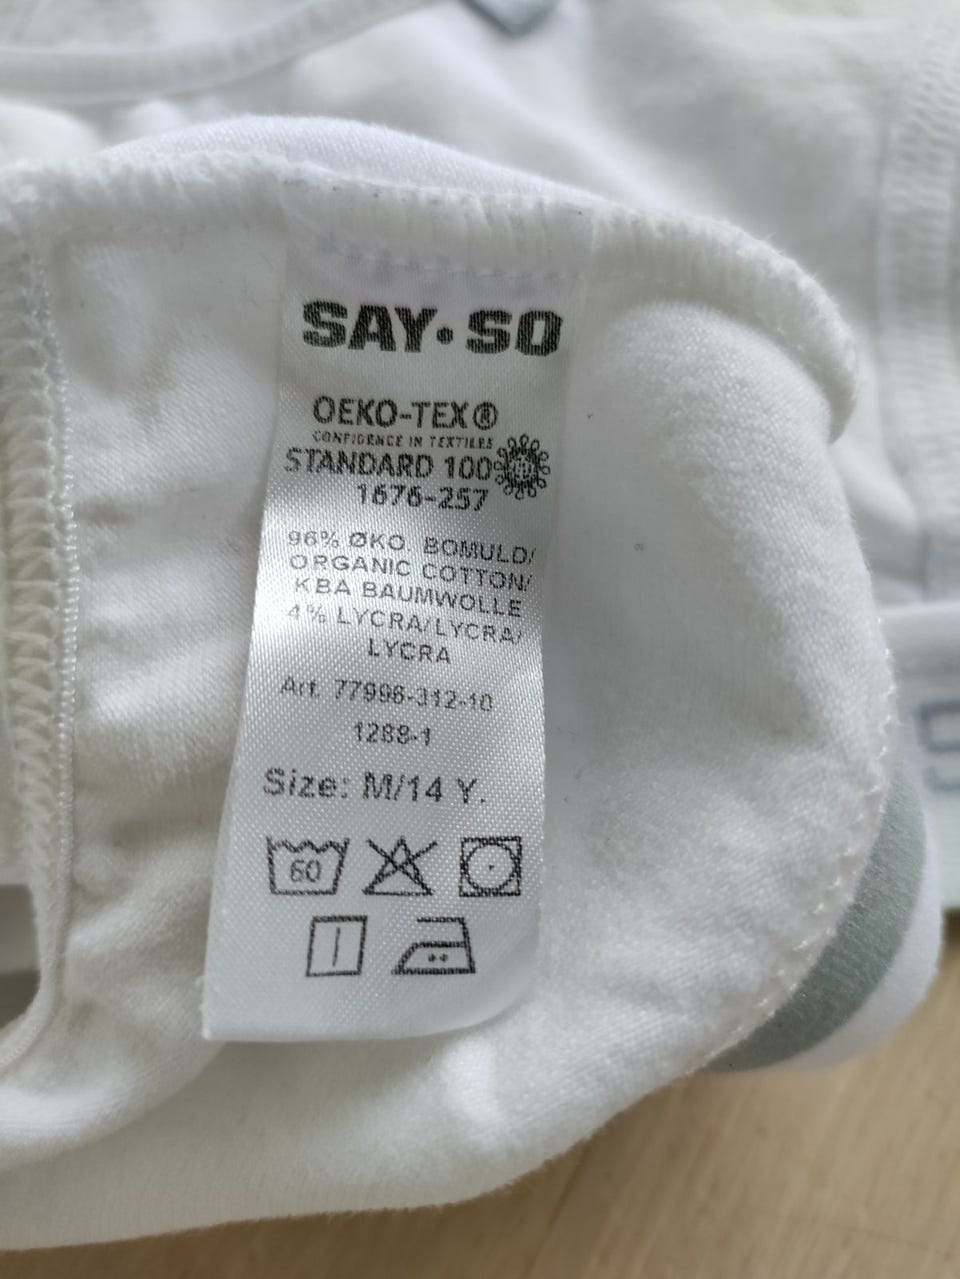 SAY·SO
OEKO-TEX®
CONFIDENCE IN TEXTILES
STANDARD 100
1676-257
96% ØKO. BOMULD/
ORGANIC COTTON/
KBA BAUMWOLLE
4% LYCRA/LYCRA/
LYCRA
Art. 77996-312-10
1288-1
Size: M/14 Y.
60